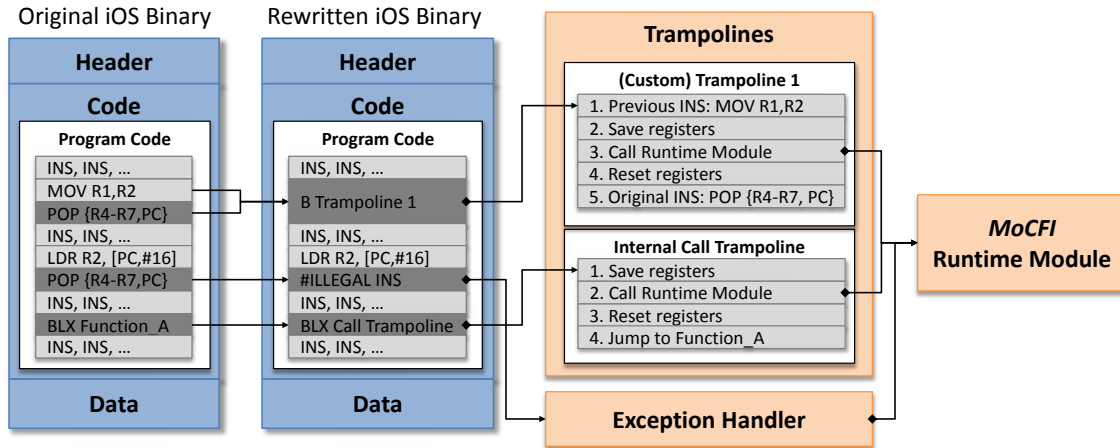 Original iOS Binary
Header
Code
Program Code
INS, INS, ...
MOV R1,R2
POP {R4-R7,PC}
INS, INS, ...
LDR R2, [PC,#16]
POP {R4-R7,PC}
INS, INS, ...
BLX Function_A
INS, INS, ...
Data
Rewritten iOS Binary
Header
Code
Program Code
INS, INS, ...
B Trampoline 1
INS, INS, ...
LDR R2, [PC,#16]
#ILLEGAL INS
INS, INS, ...
BLX Call Trampoline
INS, INS, ...
Data
Trampolines
(Custom) Trampoline 1
1. Previous INS: MOV R1,R2
2. Save registers
3. Call Runtime Module
4. Reset registers
5. Original INS: POP {R4-R7, PC}
Internal Call Trampoline
1. Save registers
2. Call Runtime Module
3. Reset registers
4. Jump to Function_A
Exception Handler
MoCFI
Runtime Module